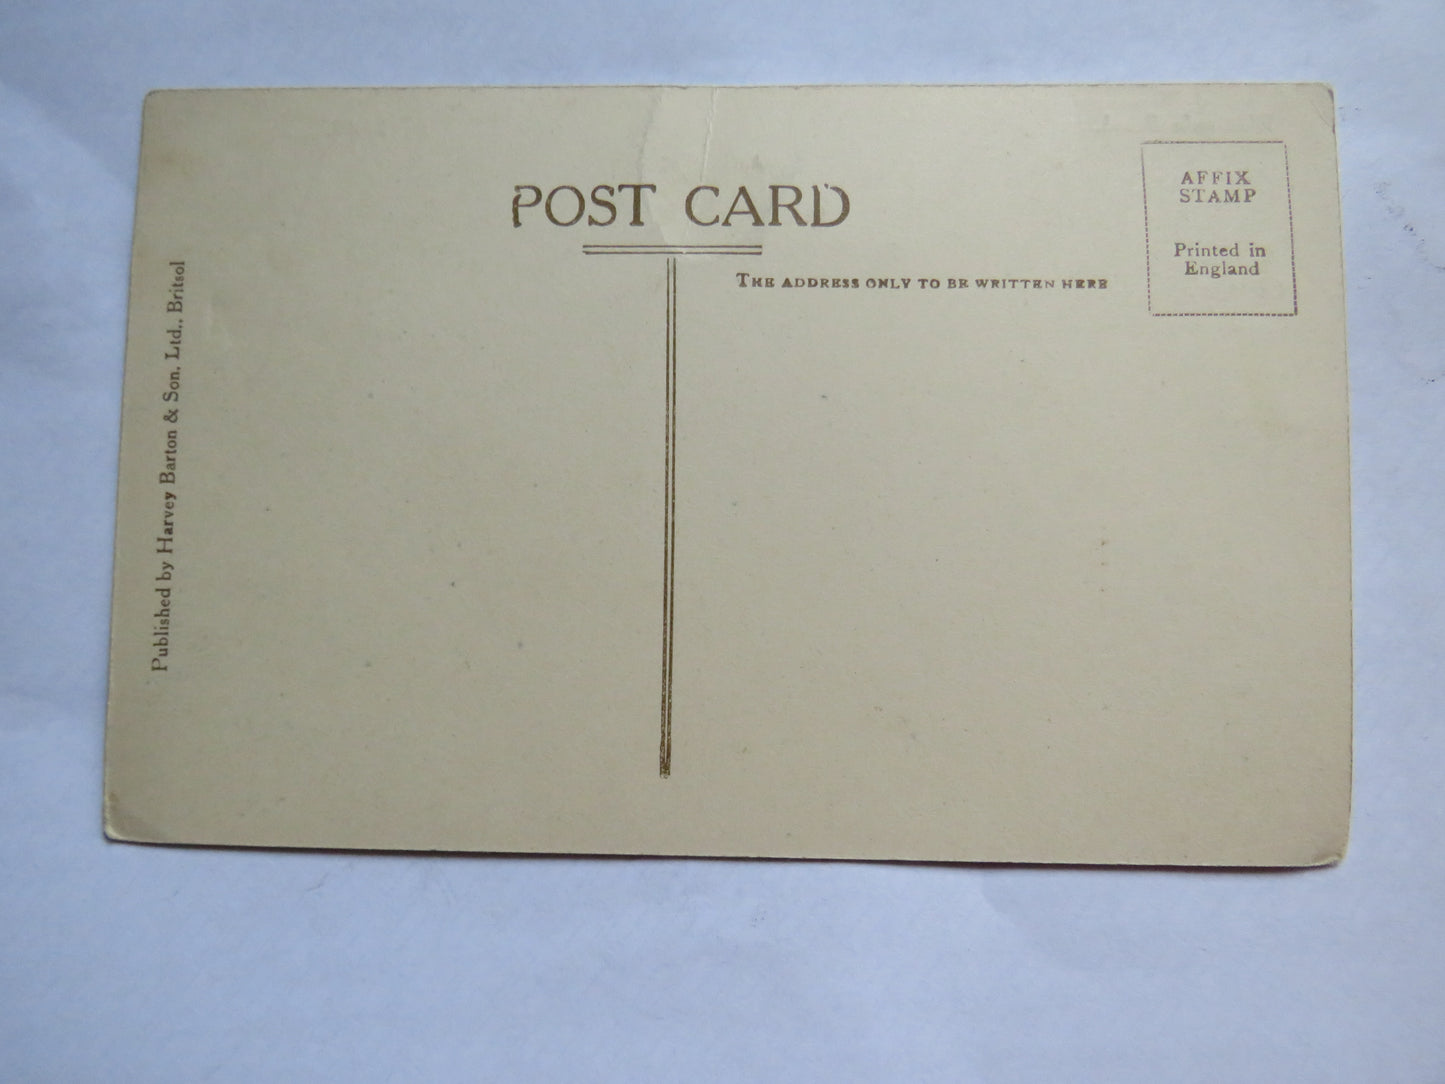 POST CARD
THE ADDRESS ONLY TO BE WRITTEN HERE
AFFIX
STAMP
Printed in
England
Published by Harvey Barton & Son, Ltd., Britsol